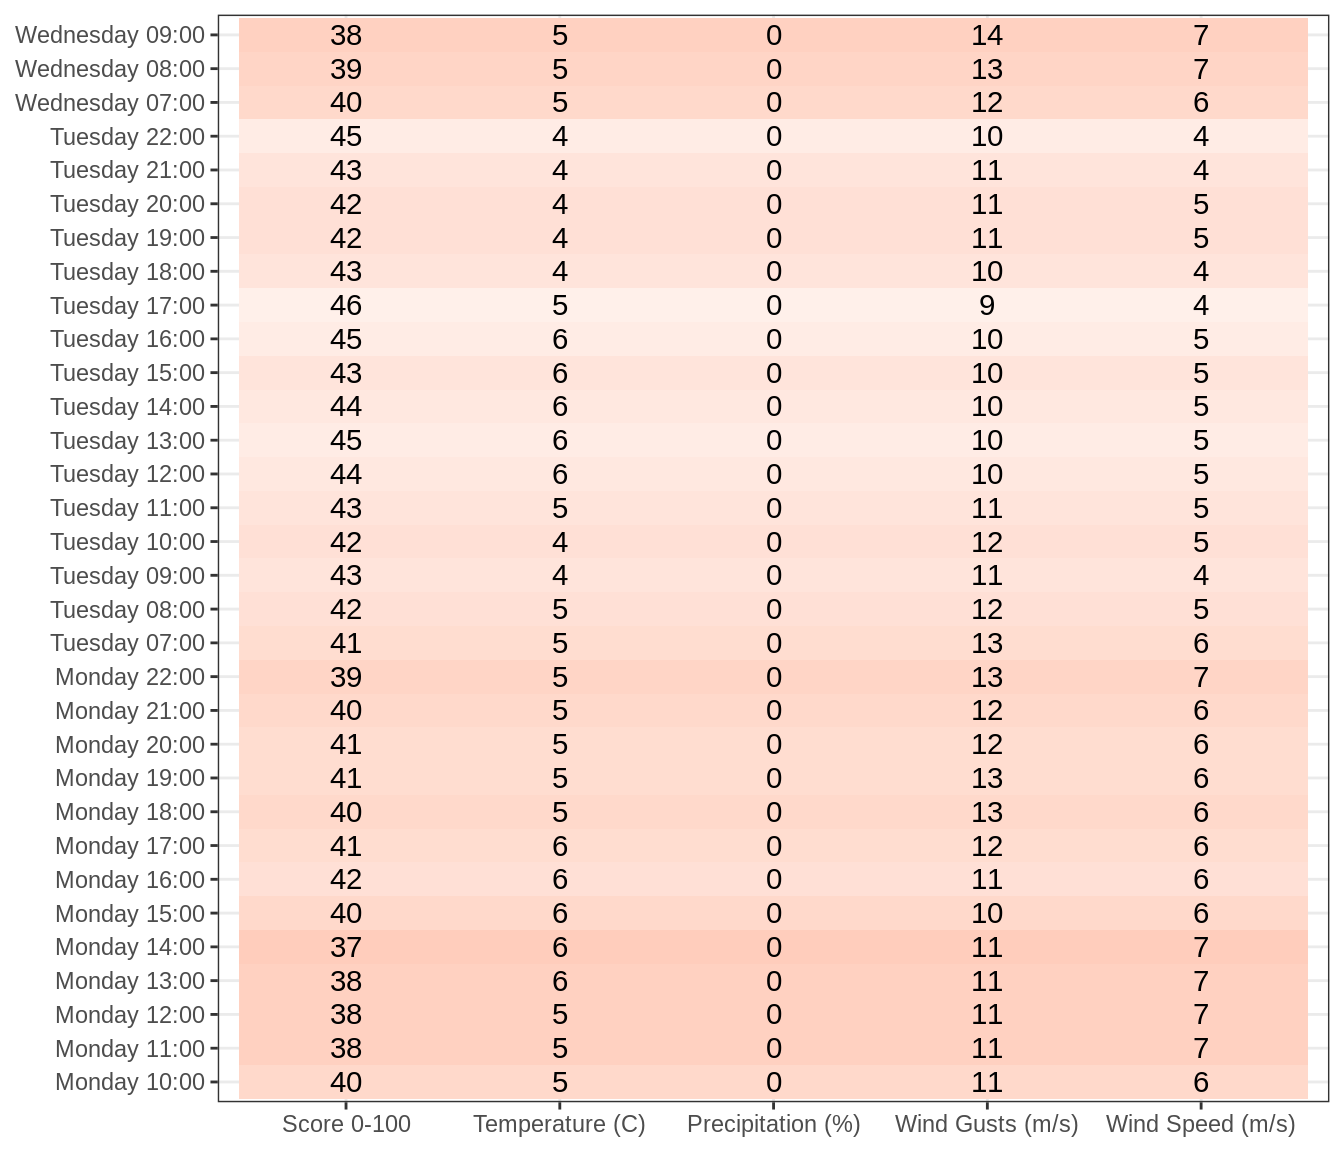 Wednesday 09:00 38 5 0 14 7
Wednesday 08:00 39 5 0 13 7
Wednesday 07:00 40 5 0 12 6
Tuesday 22:00 45 4 0 10 4
Tuesday 21:00 43 4 0 11 4
Tuesday 20:00 42 4 0 11 5
Tuesday 19:00 42 4 0 11 5
Tuesday 18:00 43 4 0 10 4
Tuesday 17:00 46 5 0 9 4
Tuesday 16:00 45 6 0 10 5
Tuesday 15:00 43 6 0 10 5
Tuesday 14:00 44 6 0 10 5
Tuesday 13:00 45 6 0 10 5
Tuesday 12:00 44 6 0 10 5
Tuesday 11:00 43 5 0 11 5
Tuesday 10:00 42 4 0 12 5
Tuesday 09:00 43 4 0 11 4
Tuesday 08:00 42 5 0 12 5
Tuesday 07:00 41 5 0 13 6
Monday 22:00 39 5 0 13 7
Monday 21:00 40 5 0 12 6
Monday 20:00 41 5 0 12 6
Monday 19:00 41 5 0 13 6
Monday 18:00 40 5 0 13 6
Monday 17:00 41 6 0 12 6
Monday 16:00 42 6 0 11 6
Monday 15:00 40 6 0 10 6
Monday 14:00 37 6 0 11 7
Monday 13:00 38 6 0 11 7
Monday 12:00 38 5 0 11 7
Monday 11:00 38 5 0 11 7
Monday 10:00 40 5 0 11 6
Score 0-100 Temperature (C) Precipitation (%) Wind Gusts (m/s) Wind Speed (m/s)